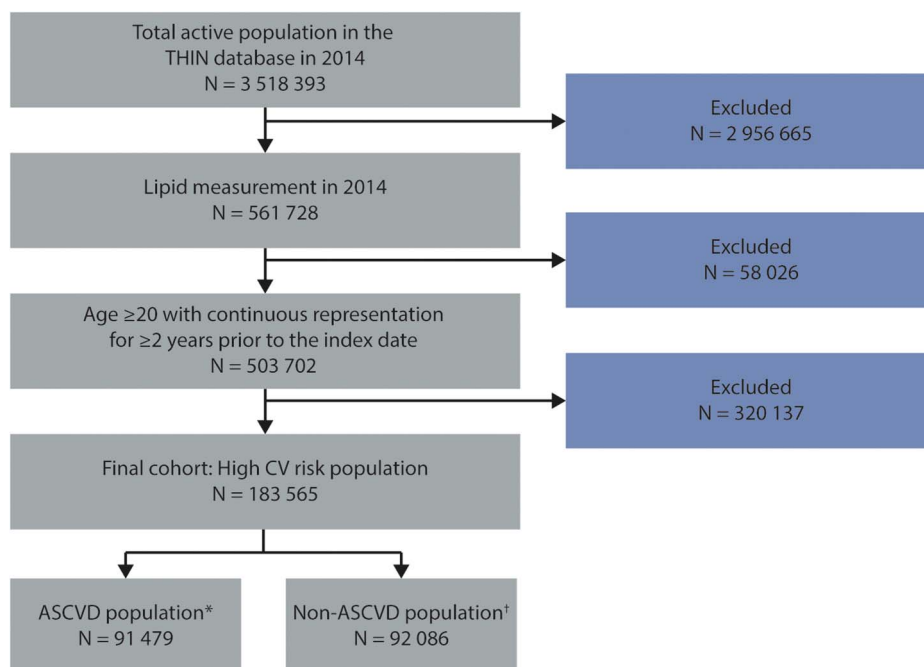 Total active population in the
THIN database in 2014
N = 3 518 393
Excluded
N = 2 956 665
Lipid measurement in 2014
N = 561 728
Excluded
N = 58 026
Age ≥20 with continuous representation
for ≥2 years prior to the index date
N = 503 702
Excluded
N = 320 137
Final cohort: High CV risk population
N = 183 565
ASCVD population*
N = 91 479
Non-ASCVD population†
N = 92 086